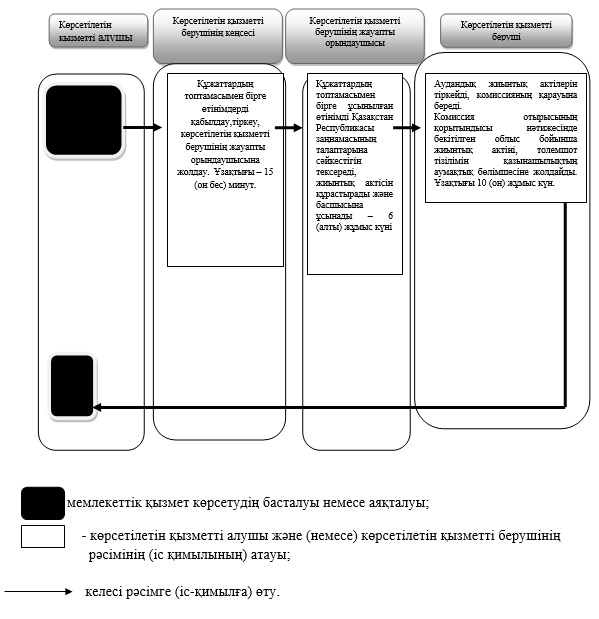 Көрсетілетін
қызметті алушы
Көрсетілетін қызметті
берушінің кеңсесі
Көрсетілетін қызметті
берушінің жауапты
орындаушысы
Көрсетілетін қызметті
беруші
Құжаттардың
топтамасымен бірге
өтінімдерді
қабылдау,тіркеу,
көрсетілетін қызметті
берушінің жауапты
орындаушысына
жолдау. Ұзақтығы – 15
(он бес) минут.
Құжаттардың
топтамасымен
бірге ұсынылған
өтінімді Қазақстан
Республикасы
заңнамасының
талаптарына
сәйкестігін
тексереді,
жиынтық актісін
құрастырады және
басшысына
ұсынады – 6
(алты) жұмыс күні
Аудандық жиынтық актілерін
тіркейді, комиссияның қарауына
береді.
Комиссия отырысының
қорытындысы нәтижесінде
бекітілген облыс бойынша
жиынтық актіні, төлемшот
тізілімін қазынашылықтың
аумақтық бөлімшесіне жолдайды.
Ұзақтығы 10 (он) жұмыс күн.
мемлекеттік қызмет көрсетудің басталуы немесе аяқталуы;
- көрсетілетін қызметті алушы және (немесе) көрсетілетін қызметті берушінің
рәсімінің (іс қимылының) атауы;
келесі рәсімге (іс-қимылға) өту.